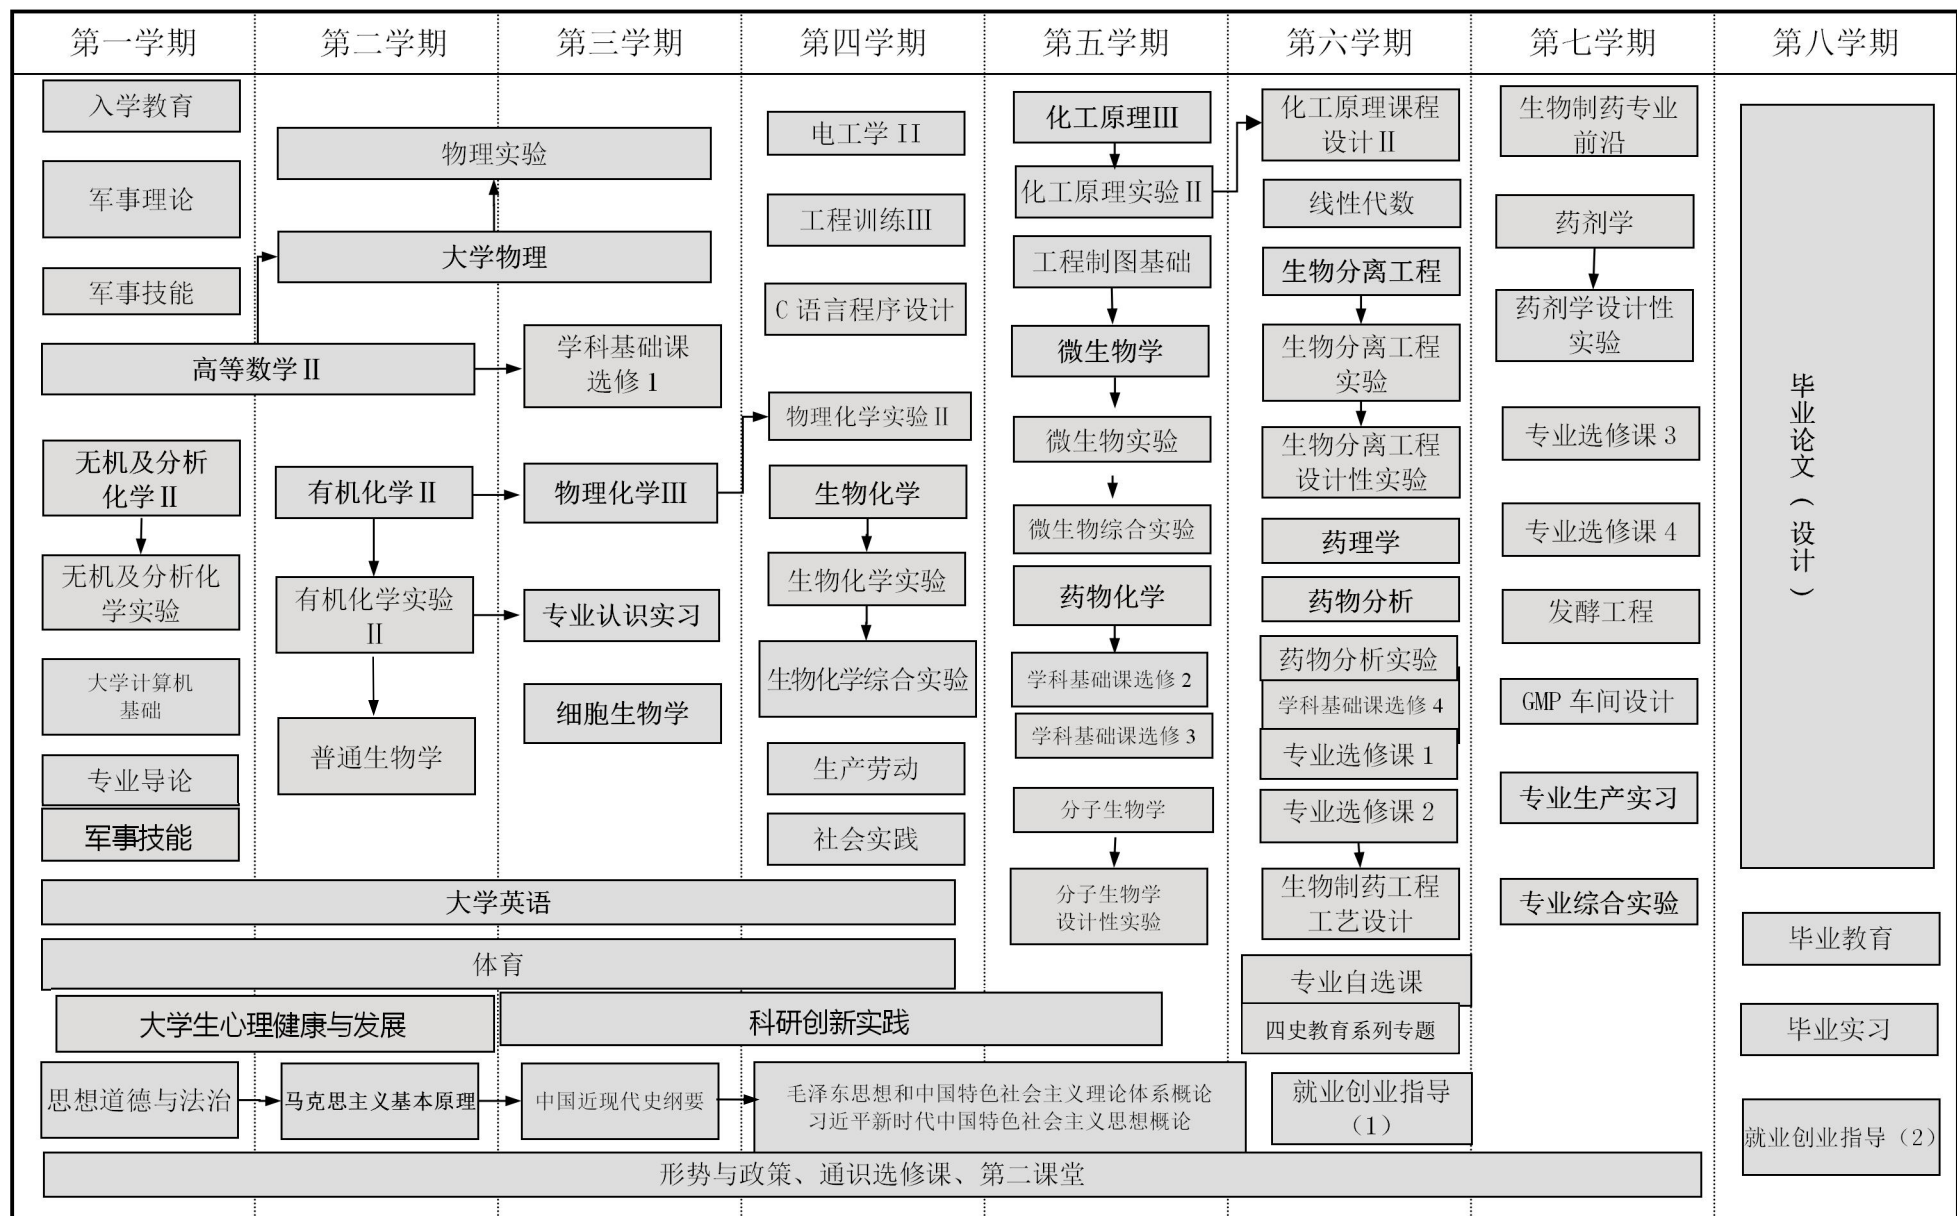 第一学期
第二学期
第三学期
第四学期
第五学期
第六学期
第七学期
第八学期
入学教育
军事理论
军事技能
高等数学Ⅱ
无机及分析
化学Ⅱ
无机及分析化
学实验
大学计算机
基础
专业导论
军事技能
物理实验
大学物理
有机化学Ⅱ
有机化学实验
Ⅱ
普通生物学
学科基础课
选修 1
物理化学Ⅲ
专业认识实习
细胞生物学
电工学 II
工程训练Ⅲ
C 语言程序设计
物理化学实验Ⅱ
生物化学
生物化学实验
生物化学综合实验
生产劳动
社会实践
化工原理Ⅲ
化工原理实验Ⅱ
工程制图基础
微生物学
微生物实验
微生物综合实验
药物化学
学科基础课选修 2
学科基础课选修 3
分子生物学
分子生物学
设计性实验
化工原理课程
设计Ⅱ
线性代数
生物分离工程
生物分离工程
实验
生物分离工程
设计性实验
药理学
药物分析
药物分析实验
学科基础课选修 4
专业选修课 1
专业选修课 2
生物制药工程
工艺设计
专业自选课
四史教育系列专题
就业创业指导
（1）
生物制药专业
前沿
药剂学
药剂学设计性
实验
专业选修课 3
专业选修课 4
发酵工程
GMP 车间设计
专业生产实习
专业综合实验
毕业论文（设计）
毕业教育
毕业实习
就业创业指导（2）
大学英语
体育
大学生心理健康与发展
科研创新实践
思想道德与法治
马克思主义基本原理
中国近现代史纲要
毛泽东思想和中国特色社会主义理论体系概论
习近平新时代中国特色社会主义思想概论
形势与政策、通识选修课、第二课堂